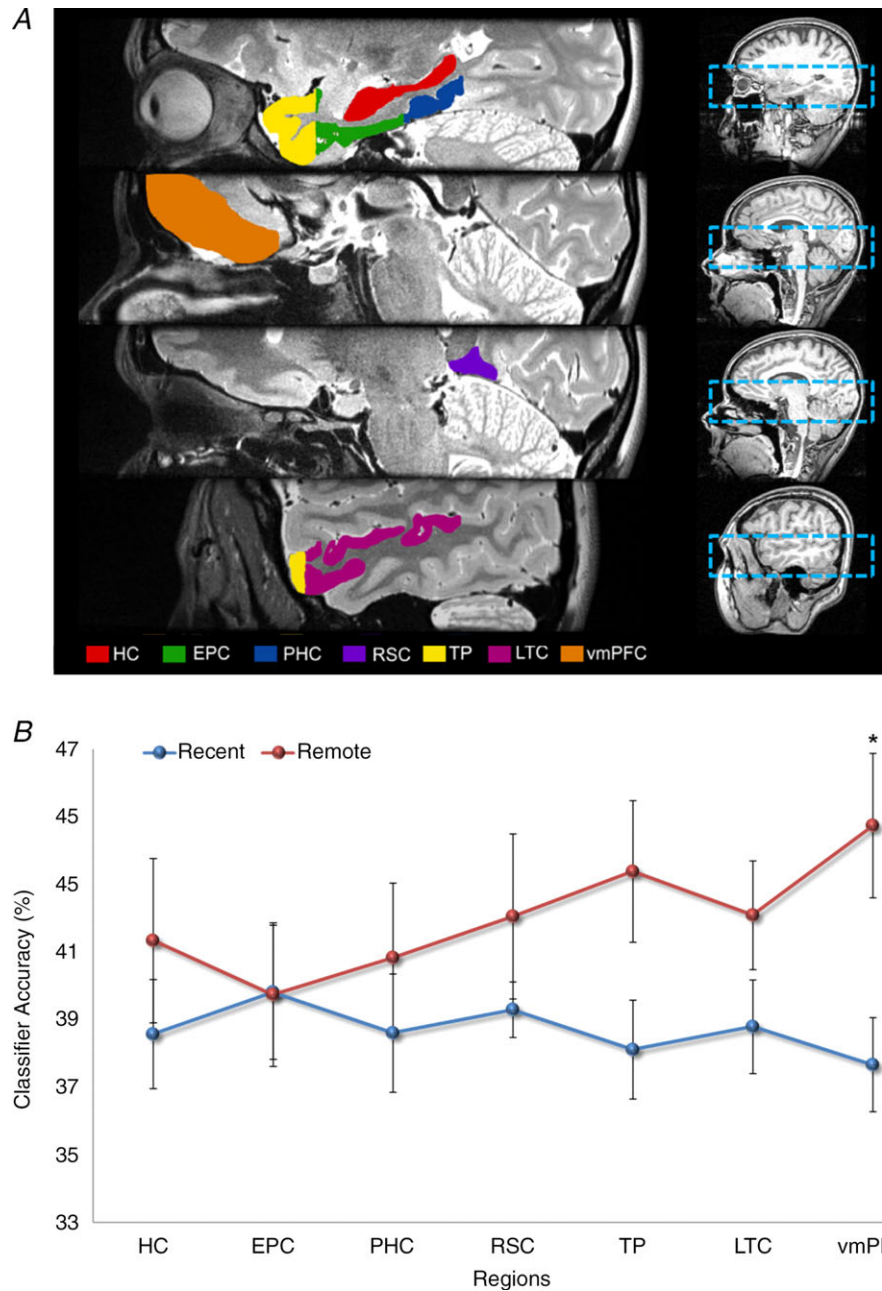 A
HC EPC PHC RSC TP LTC vmPFC
B
Recent Remote
*
47
45
45
41
39
37
35
33
Classifier Accuracy (%)
HC EPC PHC RSC TP LTC vmPF
Regions